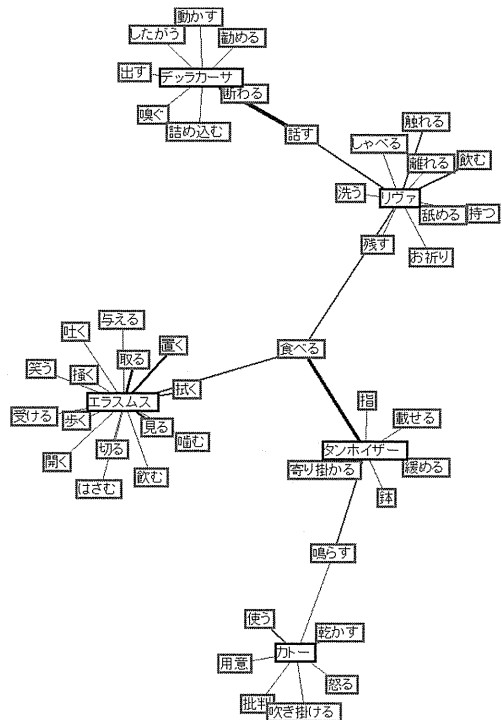 動かす
したがう
勧める
出す
デッラカーサ
断わる
嗅ぐ
詰め込む
話す
触れる
しゃべる
離れる
飲む
洗う
リヴァ
舐める
持つ
残す
お祈り
与える
吐く
置く
食べる
取る
笑う
掻く
拭く
エラスムス
指
受ける
歩く
見る
載せる
切る
噛む
タンホイザー
開く
飲む
寄り掛かる
緩める
はさむ
鉢
鳴らす
使う
乾かす
カトー
用意
怒る
批判
吹き掛ける